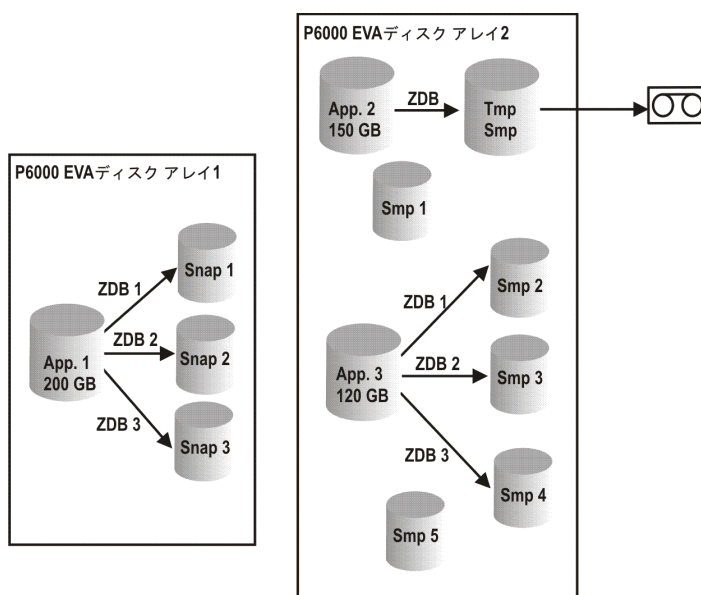 P6000 EVAディスク アレイ1
Snap 1
ZDB 1
App. 1
200 GB
ZDB 2
Snap 2
ZDB 3
Snap 3
P6000 EVAディスク アレイ2
App. 2
150 GB
ZDB
Tmp
Smp
Smp 1
ZDB 1
Smp 2
App. 3
120 GB
ZDB 2
Smp 3
ZDB 3
Smp 4
Smp 5